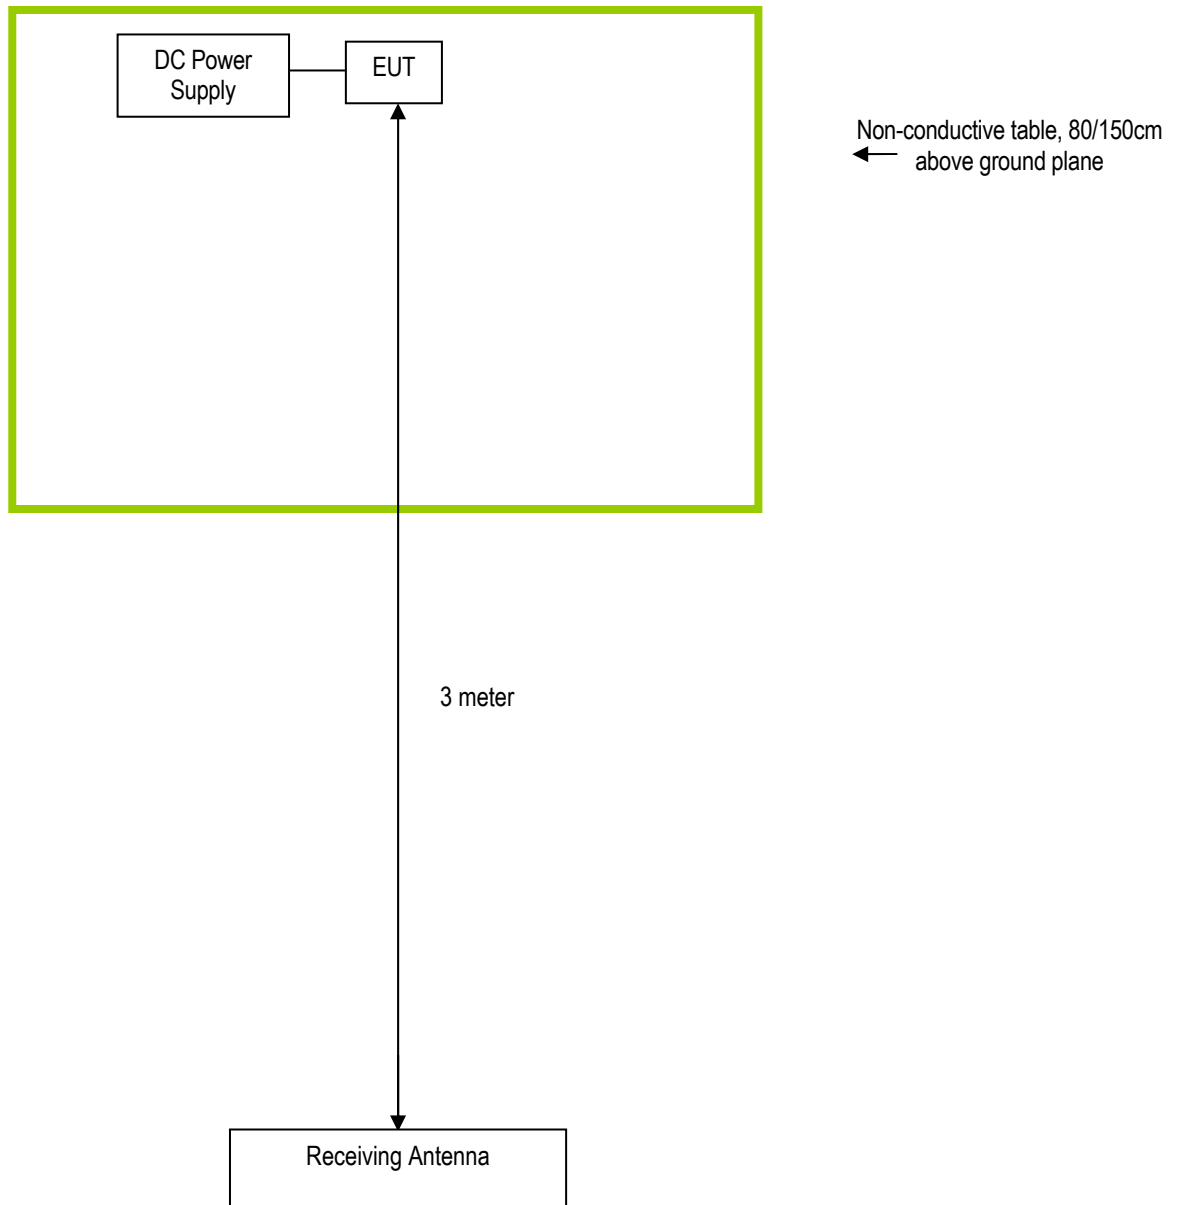 DC Power
Supply
EUT
Non-conductive table, 80/150cm
above ground plane
3 meter
Receiving Antenna